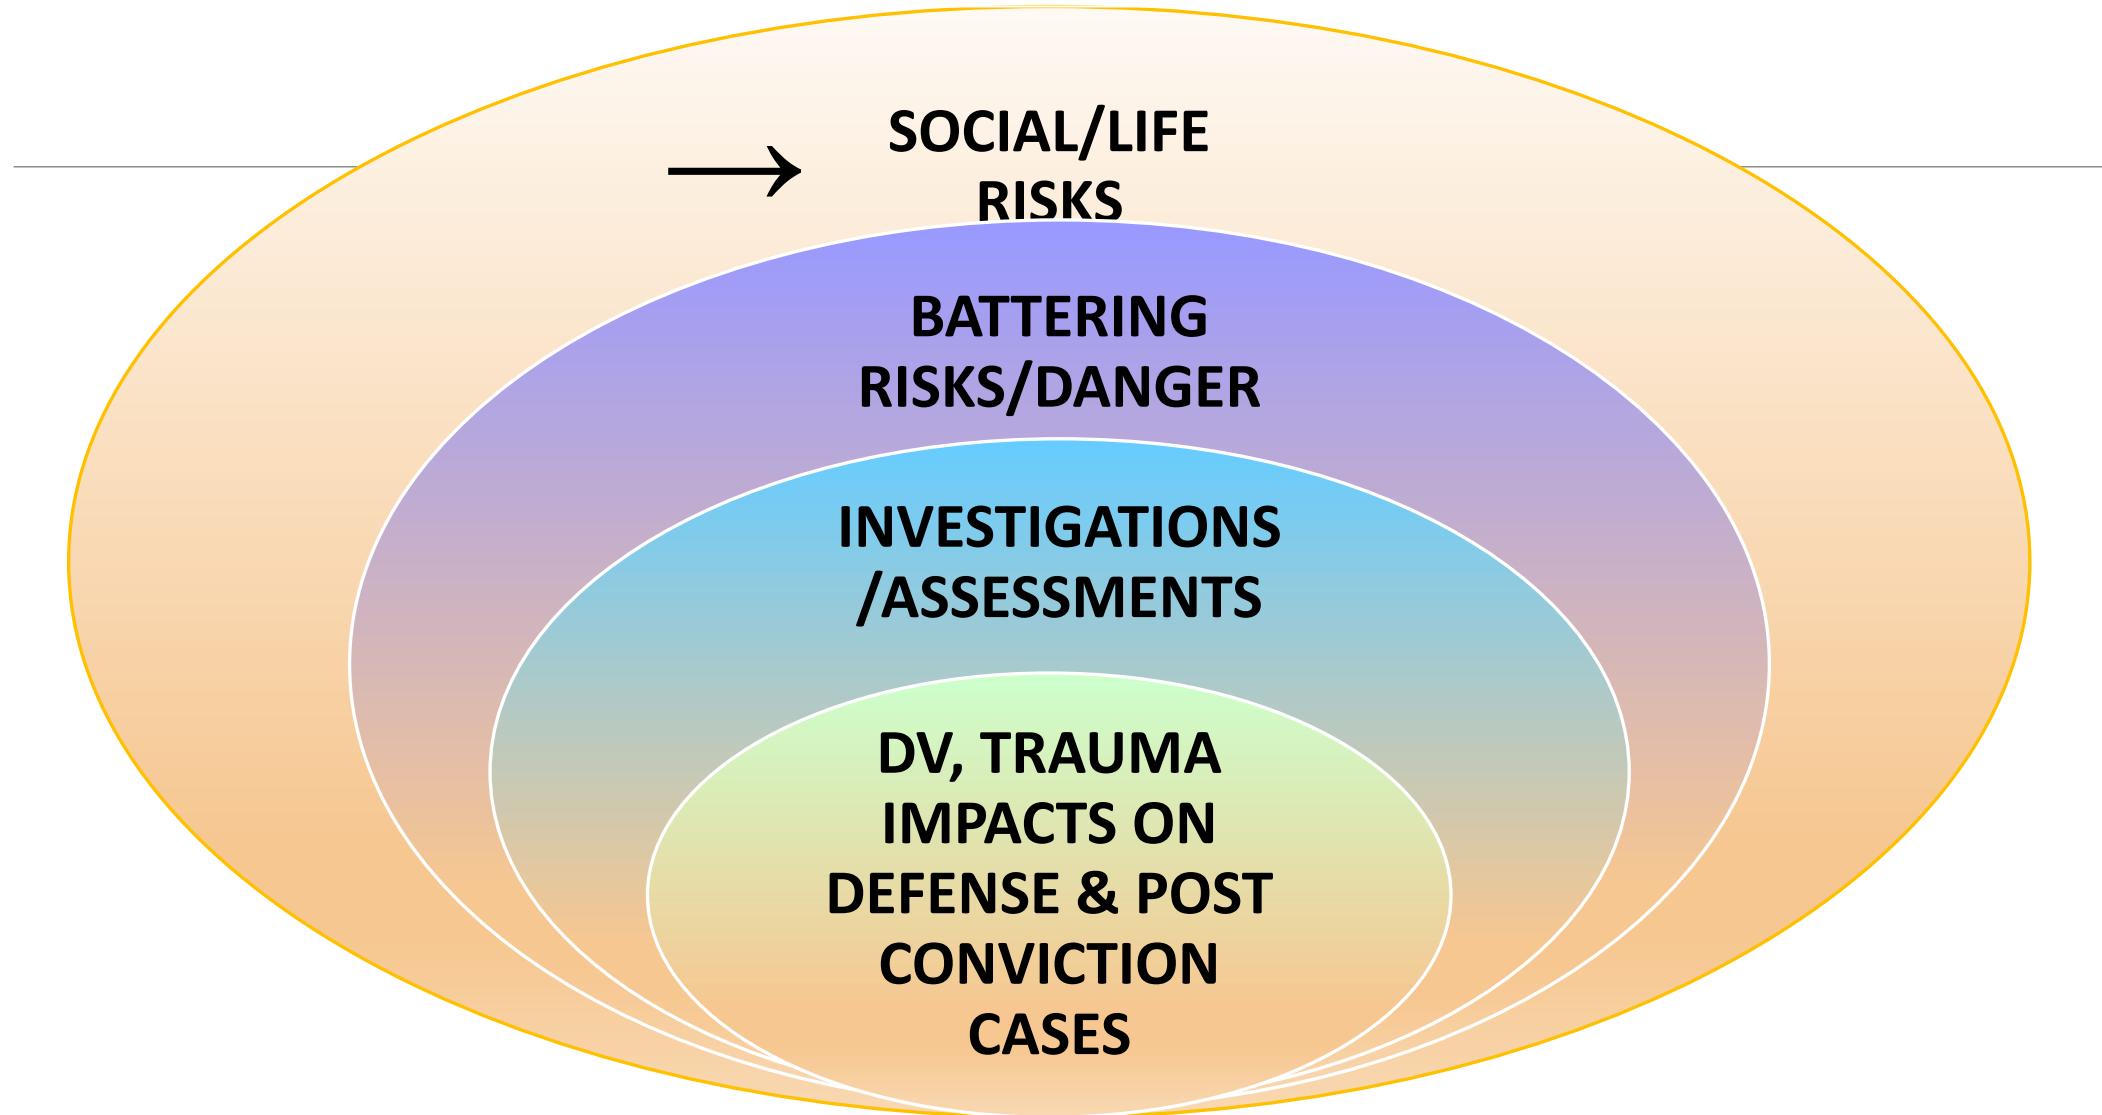 SOCIAL/LIFE
→ RISKS
BATTERING
RISKS/DANGER
INVESTIGATIONS
/ASSESSMENTS
DV, TRAUMA
IMPACTS ON
DEFENSE & POST
CONVICTION
CASES